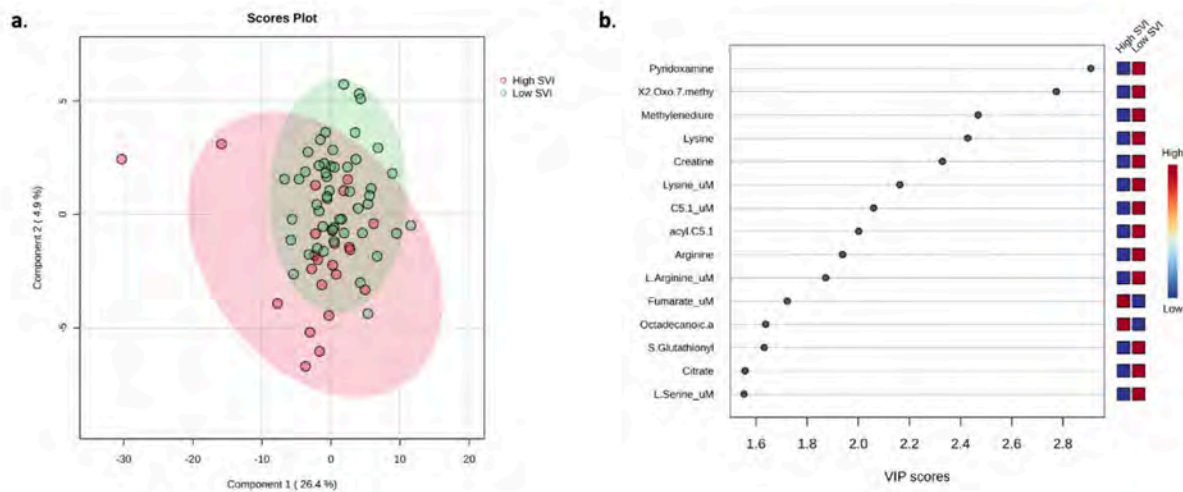 a.
Scores Plot
High SVI
Low SVI
Component 2 ( 4.9 %)
5
0
-5
-30
-20
-10
0
10
20
Component 1 ( 26.4 %)
b.
High SVI
Low SVI
Pyridoxamine
X2.Oxo.7.methy
Methylenediure
Lysine
Creatine
Lysine_uM
C5.1_uM
acyl.C5.1
Arginine
L.Arginine_uM
Fumarate_uM
Octadecanoic.a
S.Glutathionyl
Citrate
L.Serine_uM
1.6 1.8 2.0 2.2 2.4 2.6 2.8
VIP scores
High
Low